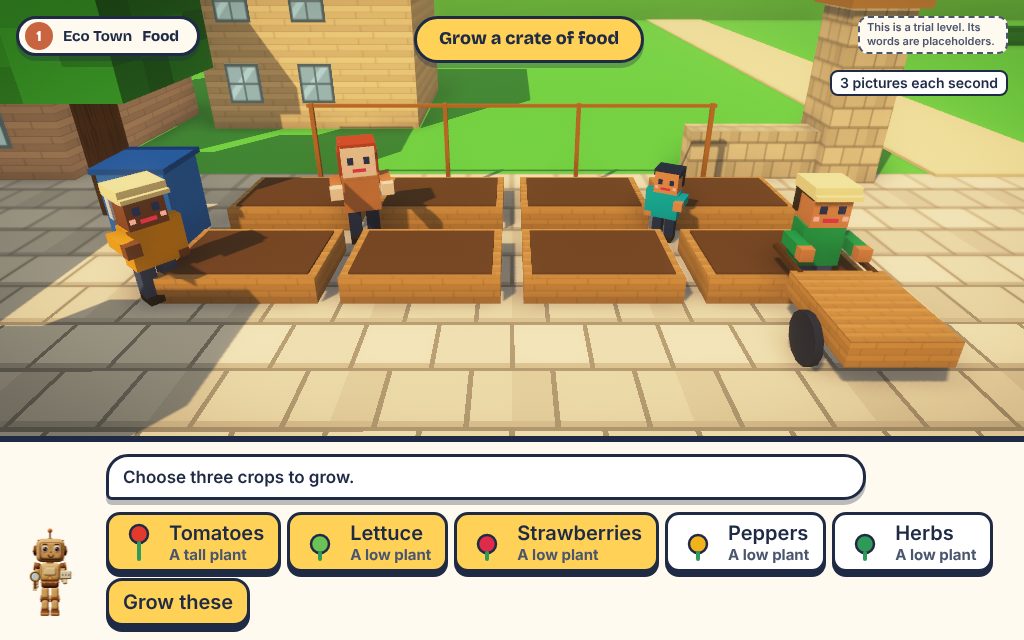 1 Eco Town Food
Grow a crate of food
This is a trial level. Its
words are placeholders.
3 pictures each second
Choose three crops to grow.
Tomatoes
A tall plant
Lettuce
A low plant
Strawberries
A low plant
Peppers
A low plant
Herbs
A low plant
Grow these